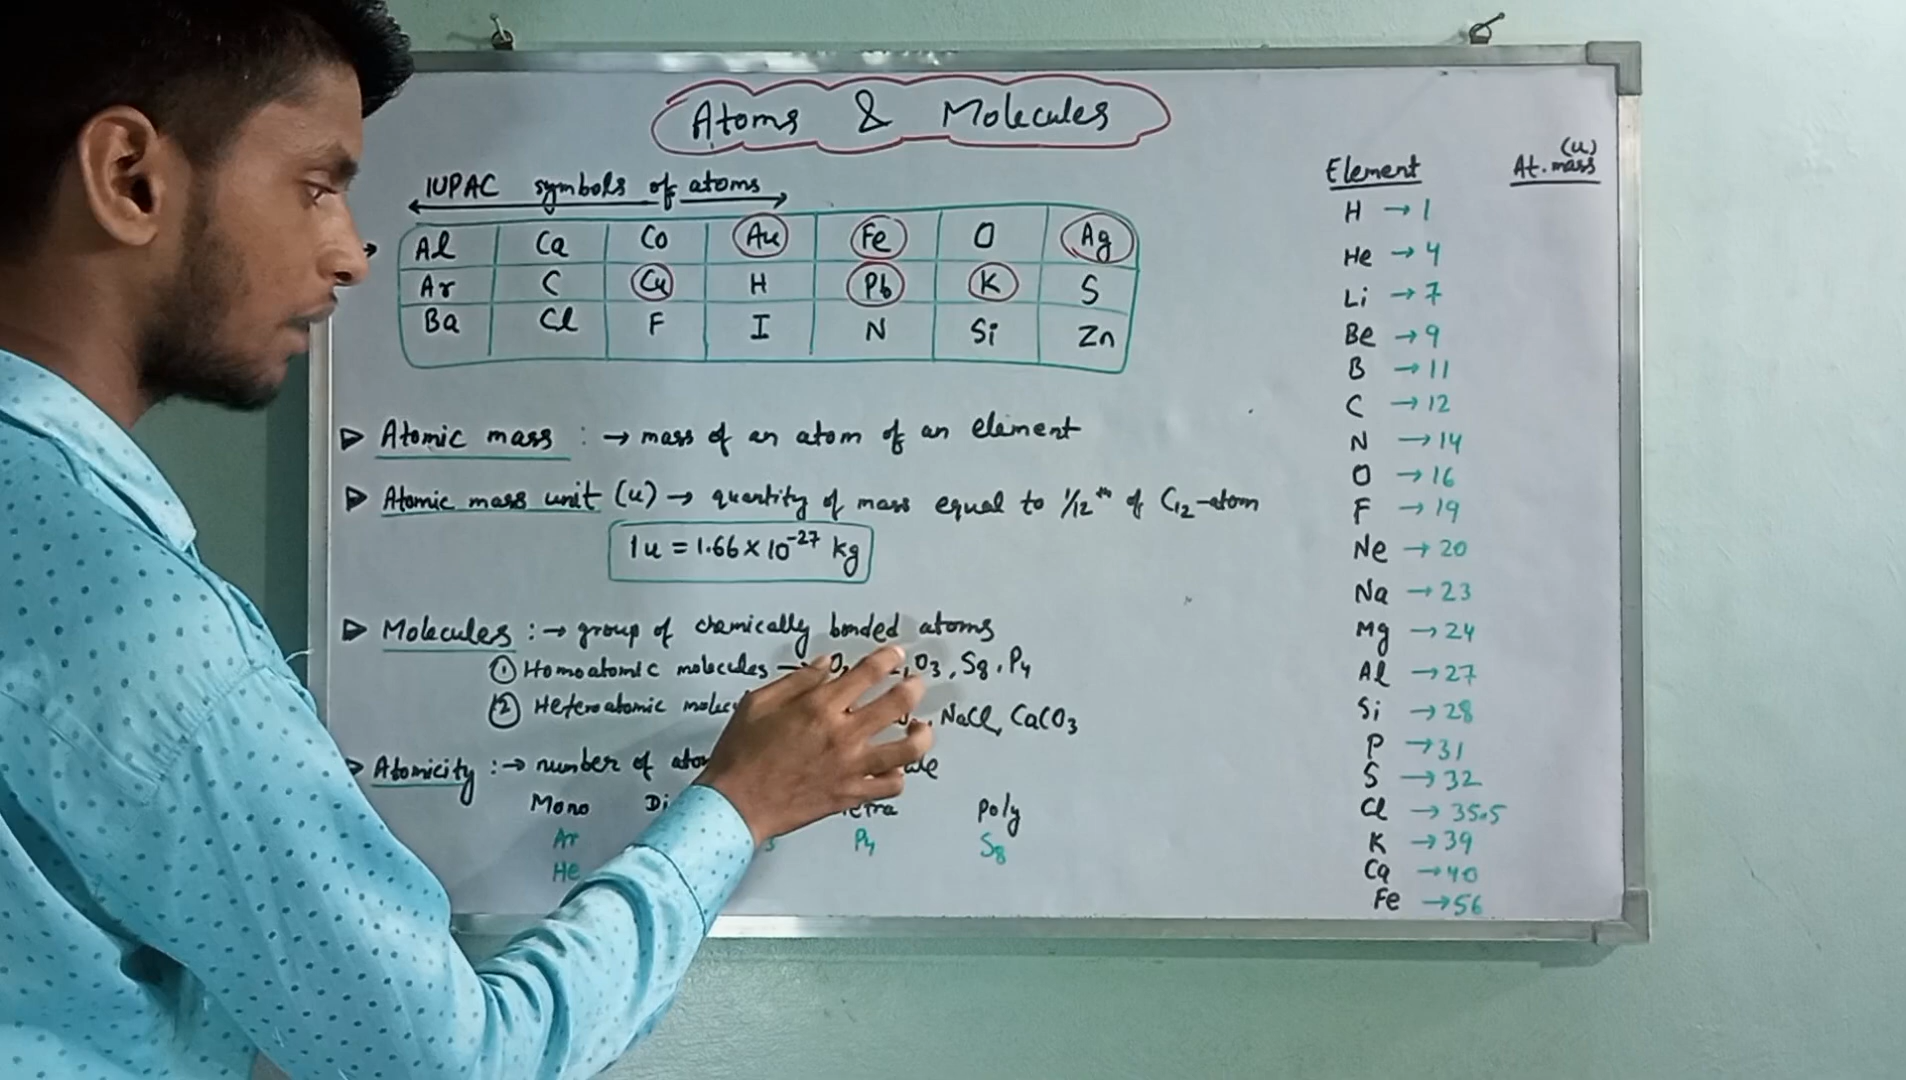 Atoms & Molecules
IUPAC symbols of atoms
Al Ca Co Au Fe O Ag
Ar C Cu H Pb K S
Ba Cl F I N Si Zn
Atomic mass : → mass of an atom of an element
Atomic mass unit (u) → quantity of mass equal to 1/12th of C12-atom
1u = 1.66 × 10⁻²⁷ kg
Molecules : → group of chemically bonded atoms
① Homoatomic molecules → O3, S8, P4
② Heteroatomic NaCl, CaCO3
Atomicity : → number of
Mono Di Poly
Ar P4 S8
He
(u)
Element At. mass
H → 1
He → 4
Li → 7
Be → 9
B → 11
C → 12
N → 14
O → 16
F → 19
Ne → 20
Na → 23
Mg → 24
Al → 27
Si → 28
P → 31
S → 32
Cl → 35.5
K → 39
Ca → 40
Fe → 56